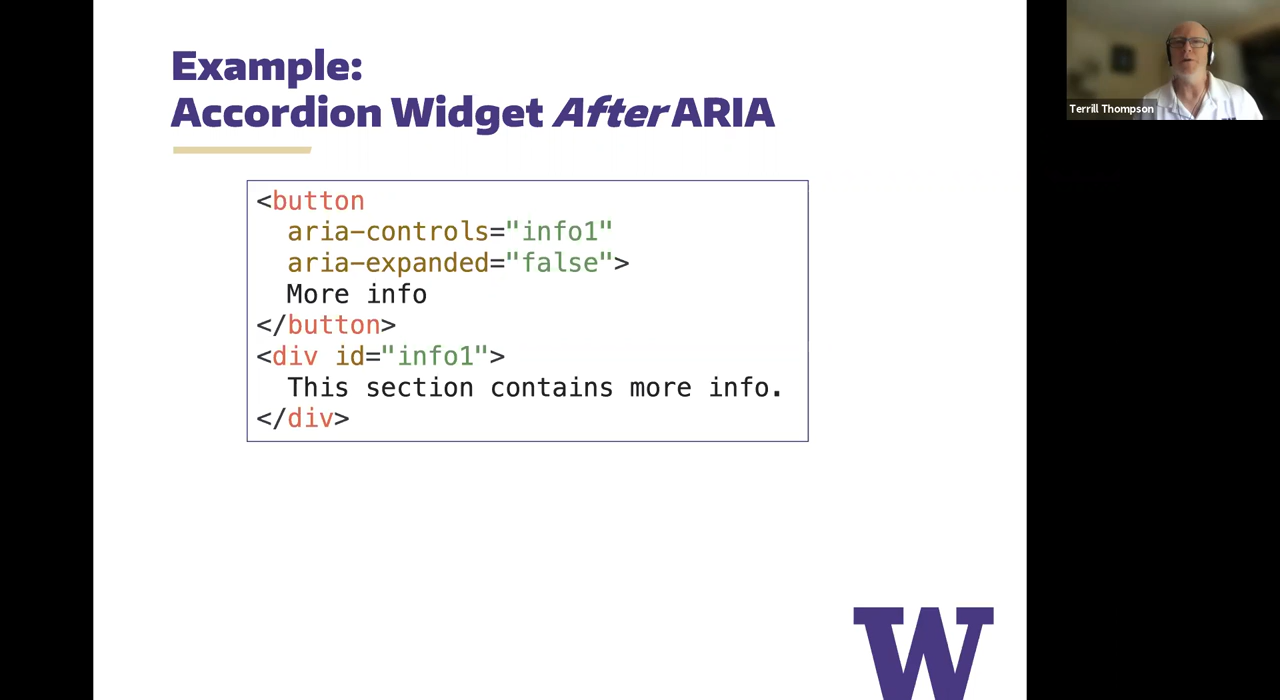 Example:
Accordion Widget After ARIA
<button
aria-controls="info1"
aria-expanded="false">
More info
</button>
<div id="info1">
This section contains more info.
</div>
W
Terrill Thompson